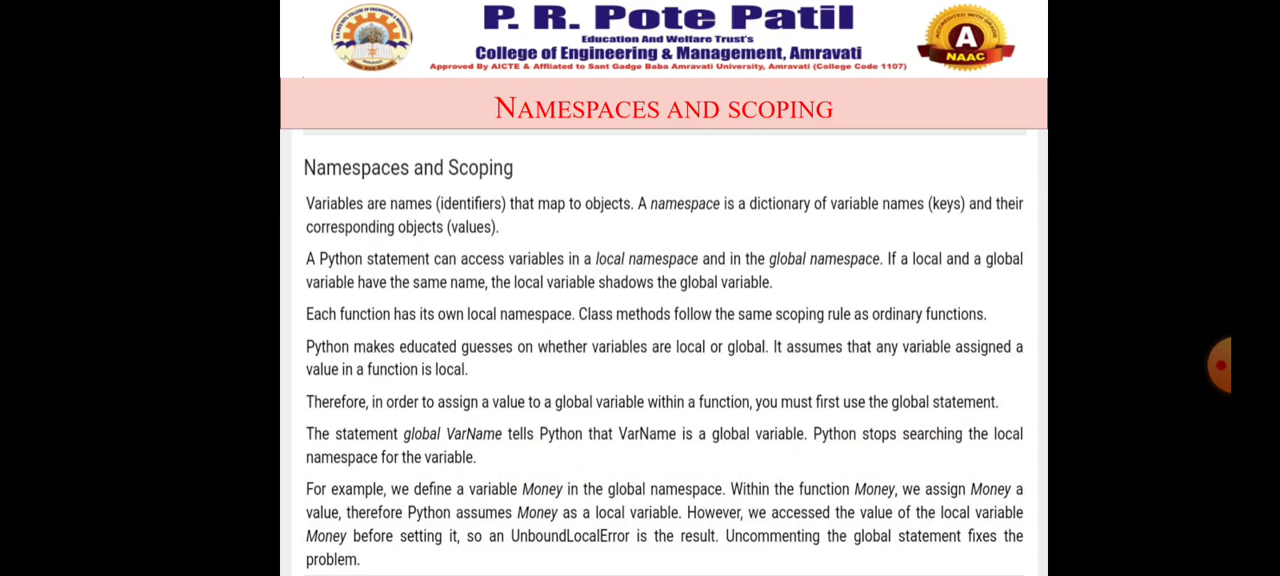 P. R. Pote Patil
Education And Welfare Trust's
College of Engineering & Management, Amravati
Approved By AICTE & Affliated to Sant Gadge Baba Amravati University, Amravati (College Code 1107)
ACCREDITED WITH GRADE
A
NAAC
NAMESPACES AND SCOPING
Namespaces and Scoping
Variables are names (identifiers) that map to objects. A namespace is a dictionary of variable names (keys) and their
corresponding objects (values).
A Python statement can access variables in a local namespace and in the global namespace. If a local and a global
variable have the same name, the local variable shadows the global variable.
Each function has its own local namespace. Class methods follow the same scoping rule as ordinary functions.
Python makes educated guesses on whether variables are local or global. It assumes that any variable assigned a
value in a function is local.
Therefore, in order to assign a value to a global variable within a function, you must first use the global statement.
The statement global VarName tells Python that VarName is a global variable. Python stops searching the local
namespace for the variable.
For example, we define a variable Money in the global namespace. Within the function Money, we assign Money a
value, therefore Python assumes Money as a local variable. However, we accessed the value of the local variable
Money before setting it, so an UnboundLocalError is the result. Uncommenting the global statement fixes the
problem.